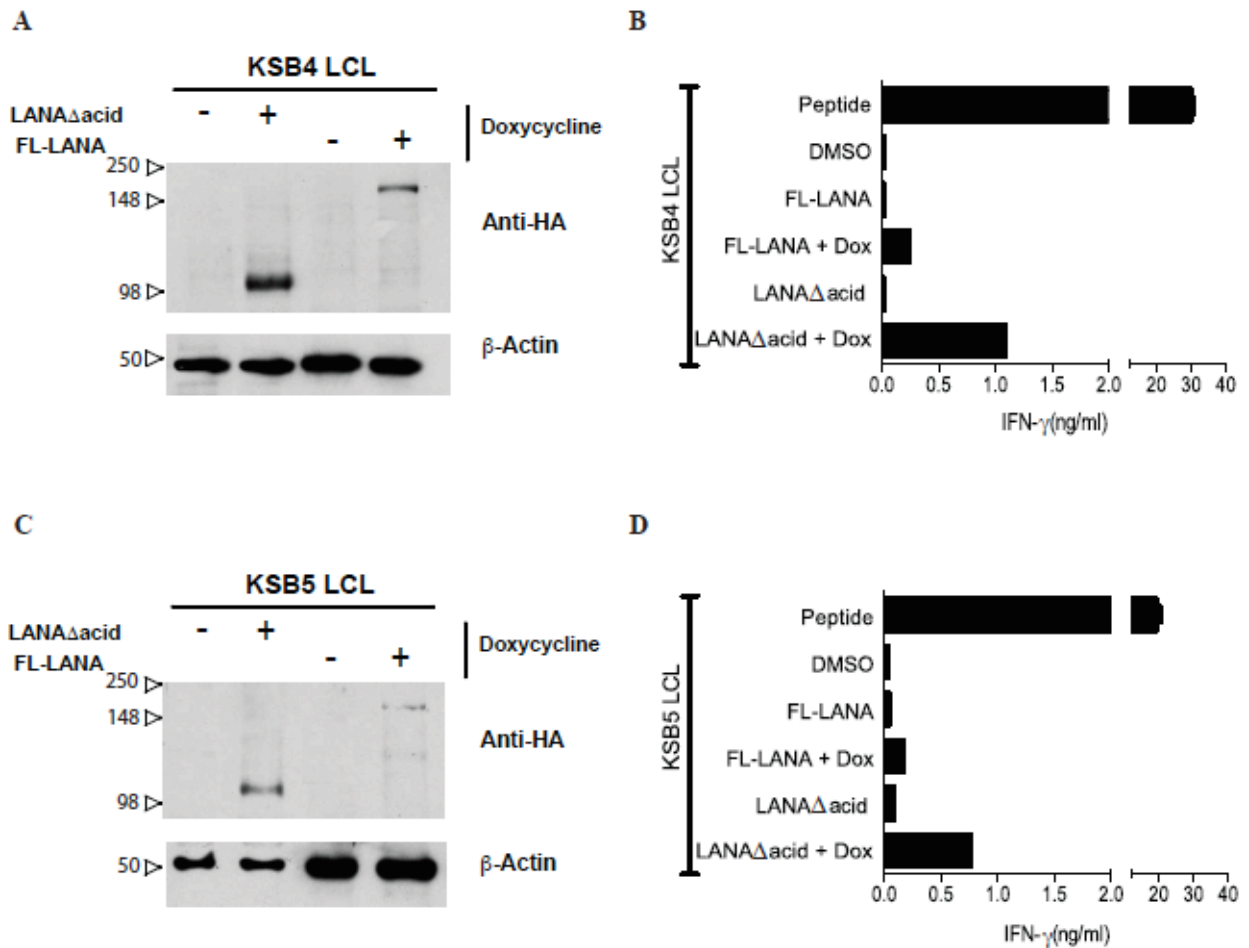 A
KSB4 LCL
LANAΔacid - +
FL-LANA - +
Doxycycline
250
148
98
Anti-HA
50
β-Actin
B
KSB4 LCL
Peptide
DMSO
FL-LANA
FL-LANA + Dox
LANAΔacid
LANAΔacid + Dox
0.0 0.5 1.0 1.5 2.0 20 30 40
IFN-γ(ng/ml)
C
KSB5 LCL
LANAΔacid - +
FL-LANA - +
Doxycycline
250
148
98
Anti-HA
50
β-Actin
D
KSB5 LCL
Peptide
DMSO
FL-LANA
FL-LANA + Dox
LANAΔacid
LANAΔacid + Dox
0.0 0.5 1.0 1.5 2.0 20 30 40
IFN-γ(ng/ml)